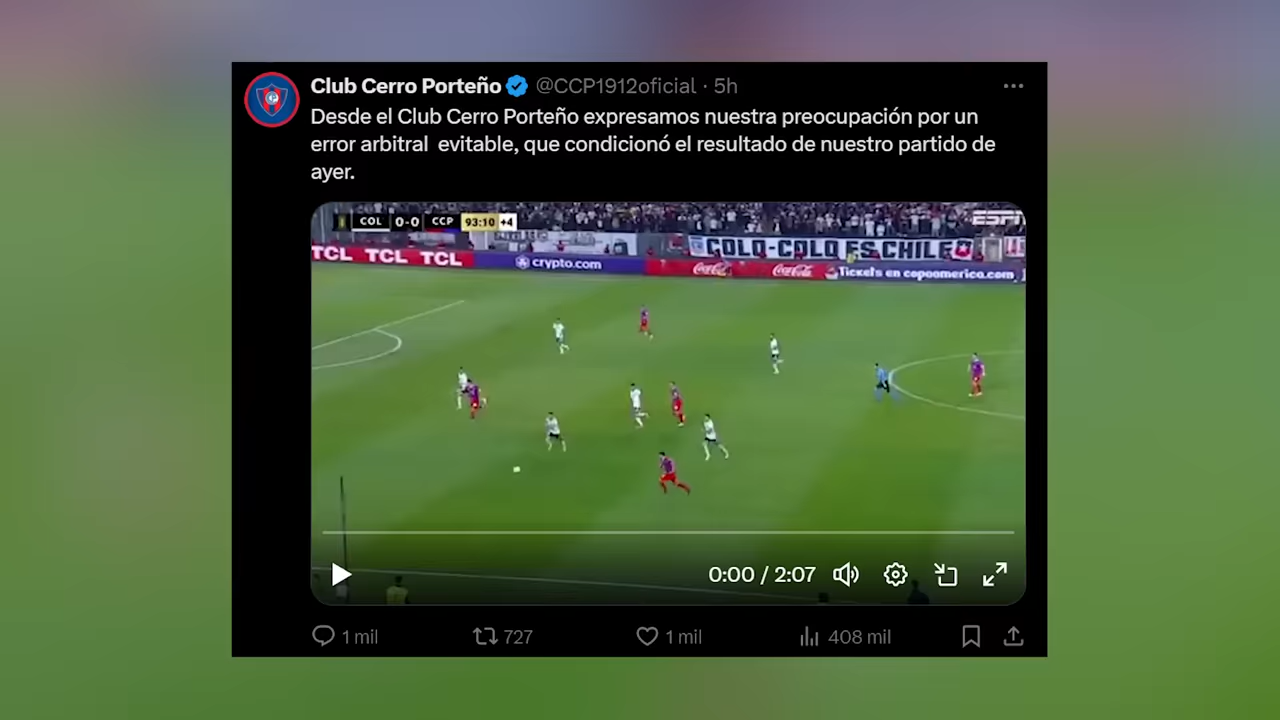 Club Cerro Porteño @CCP1912oficial · 5h
Desde el Club Cerro Porteño expresamos nuestra preocupación por un
error arbitral evitable, que condicionó el resultado de nuestro partido de
ayer.
COL 0-0 CCP 93:10 +4
ESPN
COLO-COLO ES CHILE
TCL TCL TCL crypto.com Coca-Cola Coca-Cola Tickets en copaamerica.com
0:00 / 2:07
1 mil 727 1 mil 408 mil